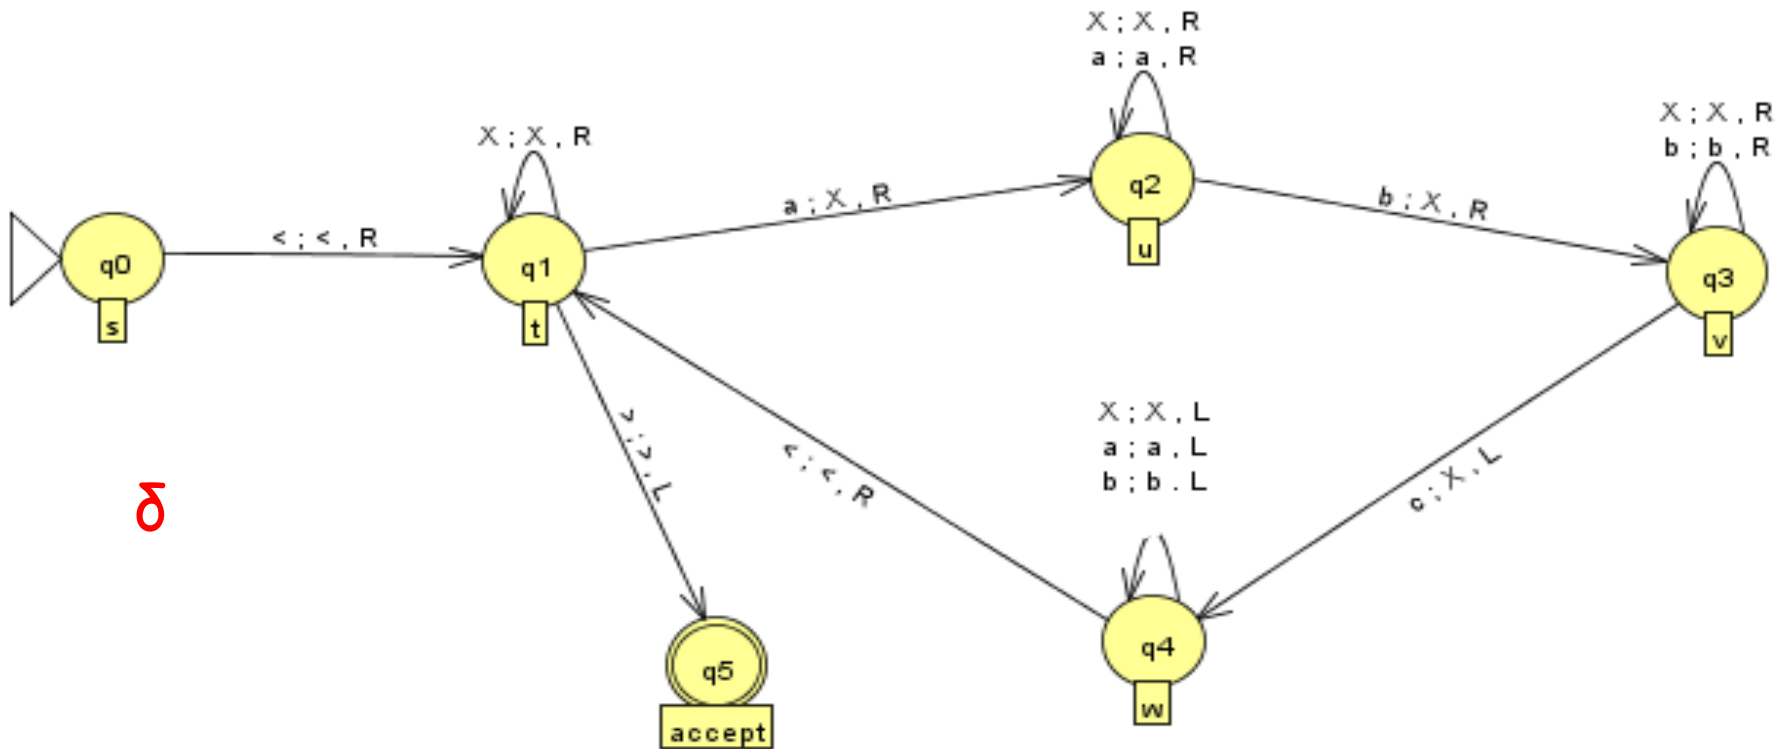 X ; X , R
a ; a , R
X ; X , R
b ; b , R
X ; X , R
q2
u
a ; X , R
b ; X , R
< ; < , R
q0
s
q1
t
q3
v
> ; > , L
< ; < , R
X ; X , L
a ; a , L
b ; b . L
c ; X , L
δ
q4
w
q5
accept